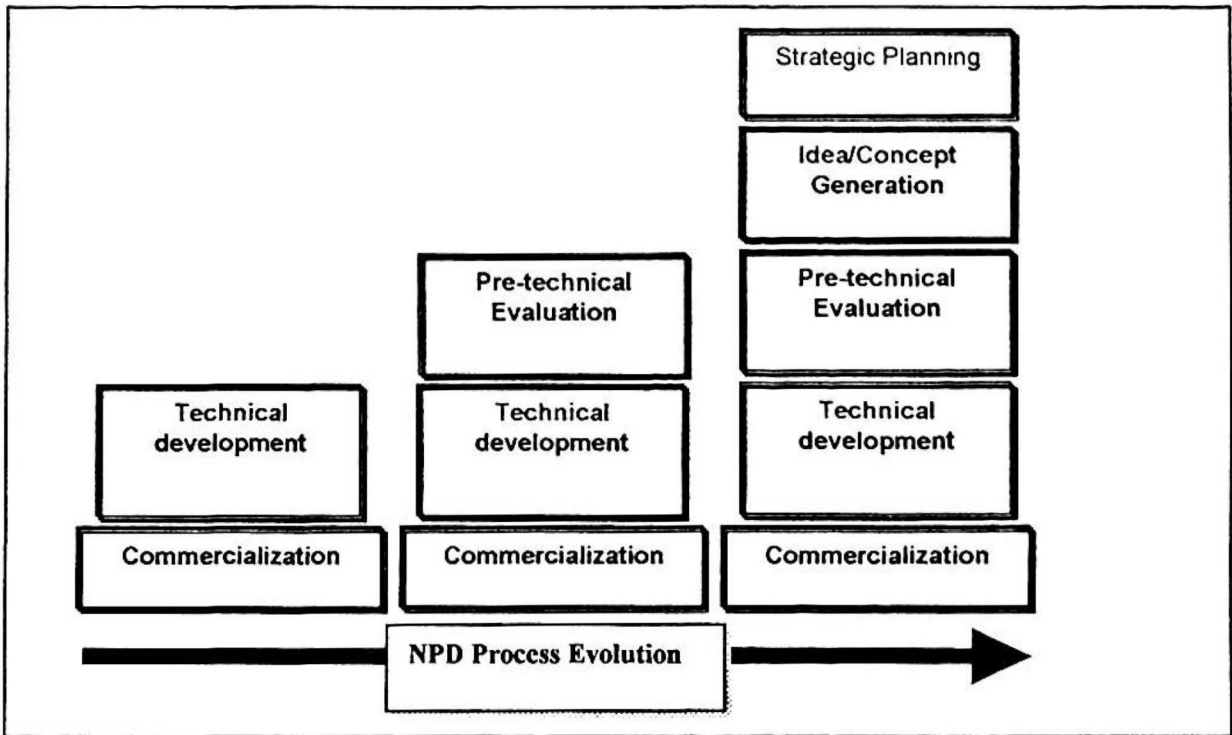 Strategic Planning
Idea/Concept
Generation
Pre-technical
Evaluation
Pre-technical
Evaluation
Technical
development
Technical
development
Technical
development
Commercialization
Commercialization
Commercialization
NPD Process Evolution